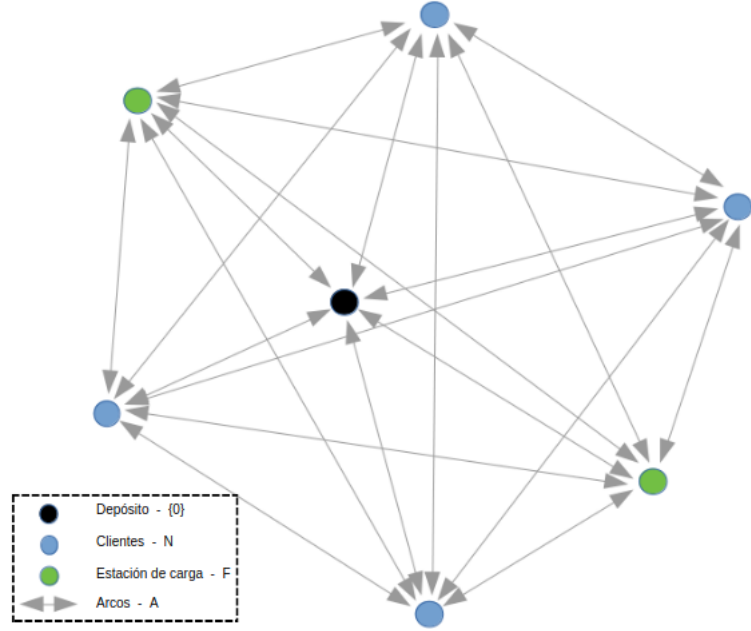 Depósito - {0}
Clientes - N
Estación de carga - F
Arcos - A